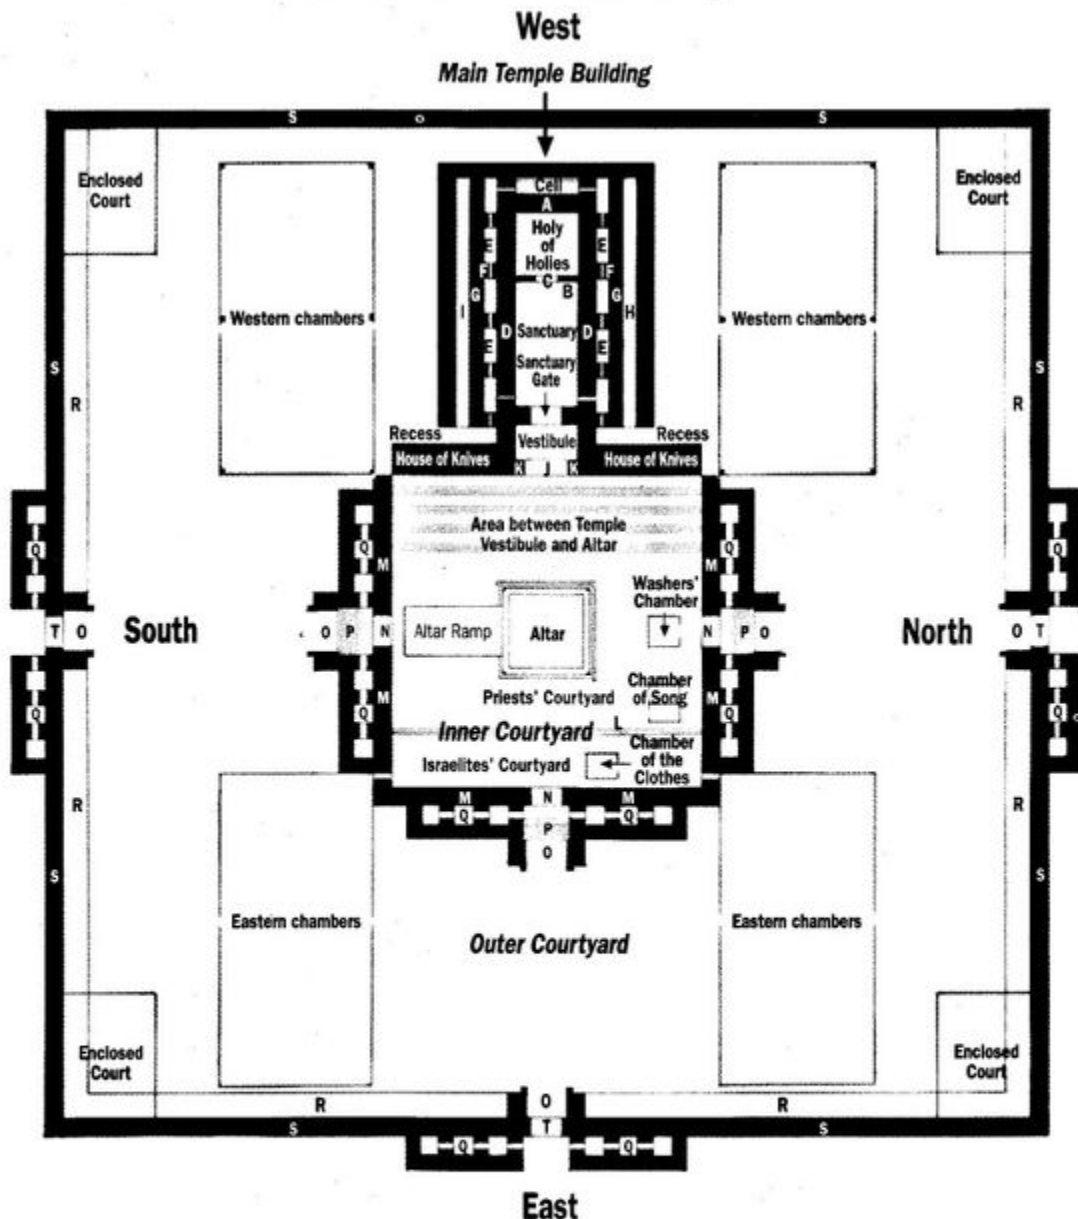 West
Main Temple Building
S
S
Enclosed
Court
Enclosed
Court
Cell
A
Holy
of
Holies
E
E
F
F
C
B
G
G
I
H
Western chambers
Western chambers
D
Sanctuary
D
E
E
Sanctuary
Gate
S
S
R
R
Recess
Recess
Vestibule
House of Knives
K
J
K
House of Knives
Area between Temple
Vestibule and Altar
Q
Q
M
M
Q
Q
Washers'
Chamber
T
O
South
O
P
N
Altar Ramp
Altar
N
P
O
North
O
T
Chamber
of Song
Priests' Courtyard
M
M
Q
Q
Q
Q
L
Inner Courtyard
Chamber
of the
Clothes
Israelites' Courtyard
M
N
M
Q
Q
P
O
R
R
S
S
Eastern chambers
Eastern chambers
Outer Courtyard
Enclosed
Court
Enclosed
Court
R
O
R
S
T
S
Q
Q
East